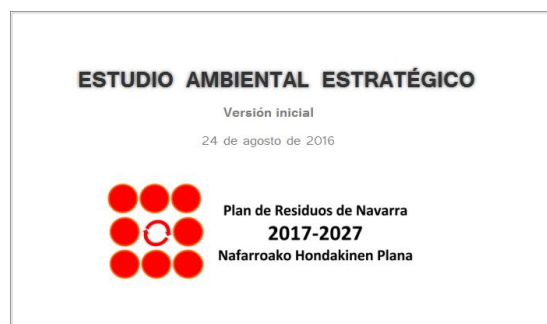 ESTUDIO AMBIENTAL ESTRATÉGICO
Versión inicial
24 de agosto de 2016
Plan de Residuos de Navarra
2017-2027
Nafarroako Hondakinen Plana